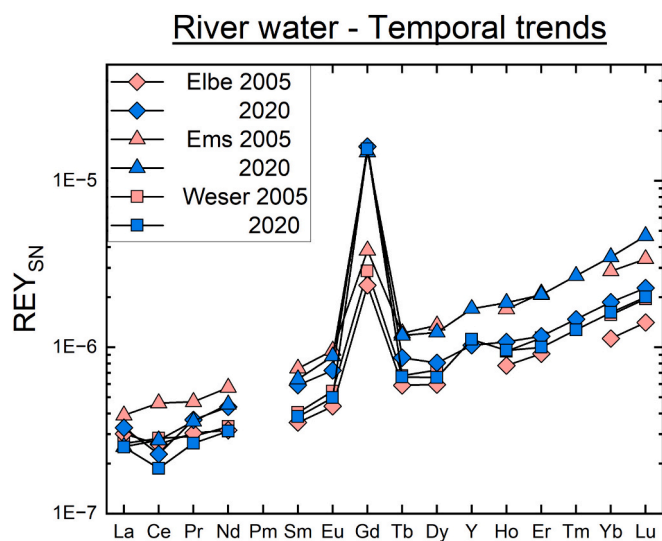 River water - Temporal trends
Elbe 2005
2020
Ems 2005
2020
Weser 2005
2020
REY_SN
1E−5
1E−6
1E−7
La Ce Pr Nd Pm Sm Eu Gd Tb Dy Y Ho Er Tm Yb Lu